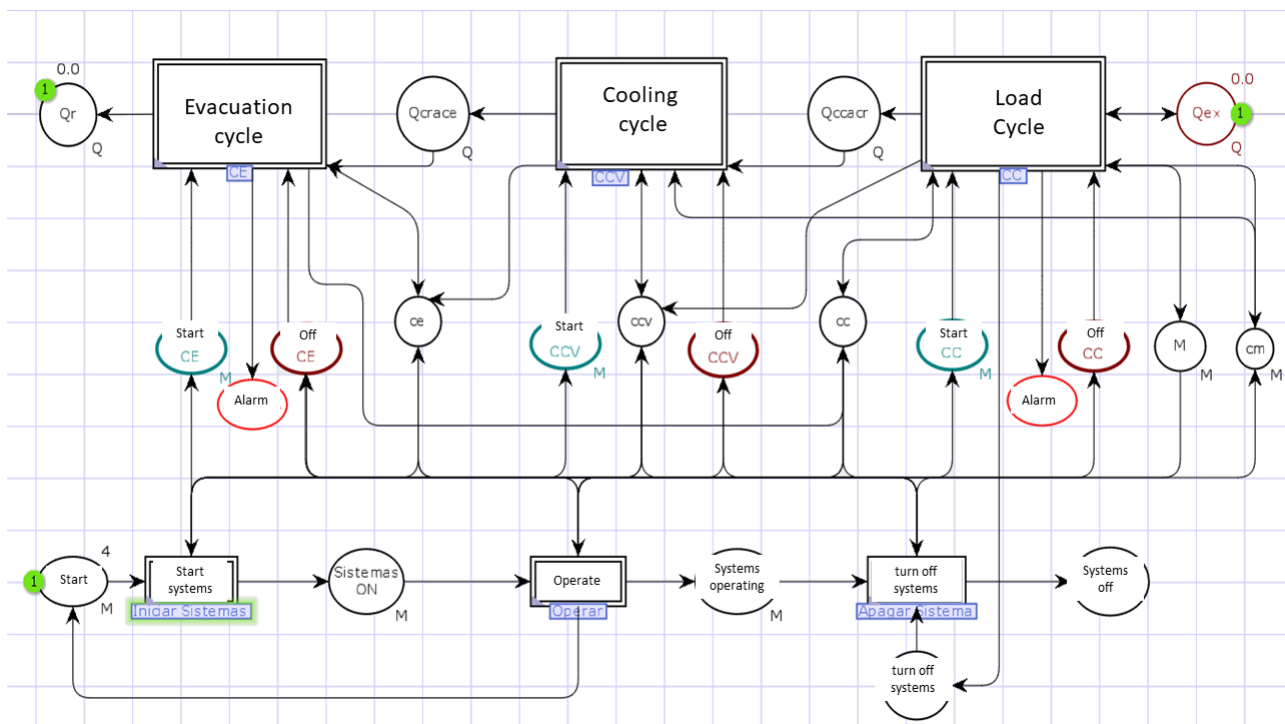 0.0
1
Qr
Q
Evacuation
cycle
CE
Qcrace
Q
Cooling
cycle
CCV
Qccacr
Q
Load
Cycle
CC
0.0
Qex
1
Q
Start
CE
M
Alarm
Off
CE
ce
Start
CCV
M
ccv
Off
CCV
cc
Start
CC
M
Alarm
Off
CC
M
M
cm
M
1
Start
4
M
Start
systems
Iniciar Sistemas
Sistemas
ON
M
Operate
Operar
Systems
operating
M
turn off
systems
Apagar Sistema
Systems
off
turn off
systems